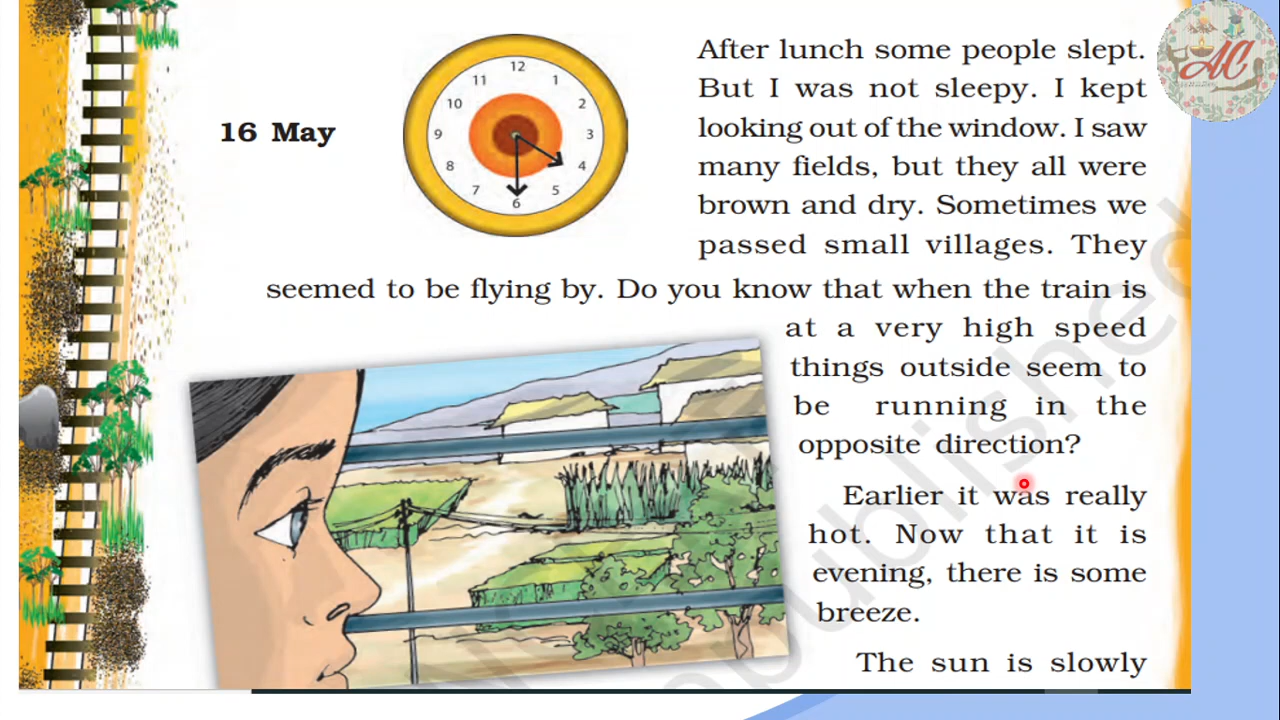 16 May
12
1
2
3
4
5
6
7
8
9
10
11
After lunch some people slept.
But I was not sleepy. I kept
looking out of the window. I saw
many fields, but they all were
brown and dry. Sometimes we
passed small villages. They
seemed to be flying by. Do you know that when the train is
at a very high speed
things outside seem to
be running in the
opposite direction?
Earlier it was really
hot. Now that it is
evening, there is some
breeze.
The sun is slowly
AC